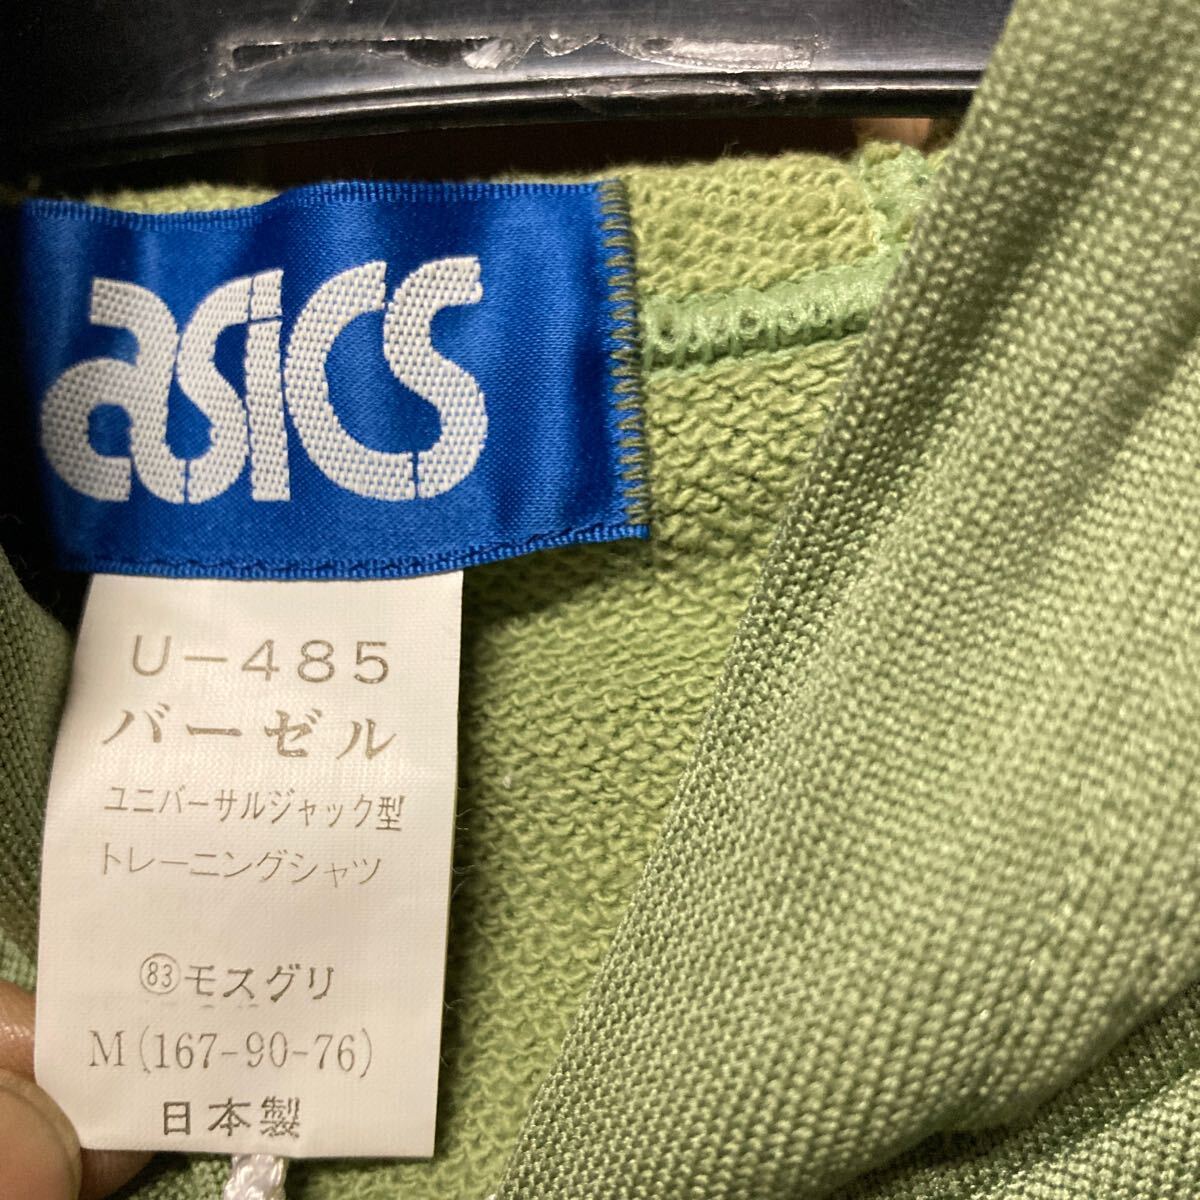 asics
U-485
バーゼル
ユニバーサルジャック型
トレーニングシャツ
83 モスグリ
M(167-90-76)
日本製